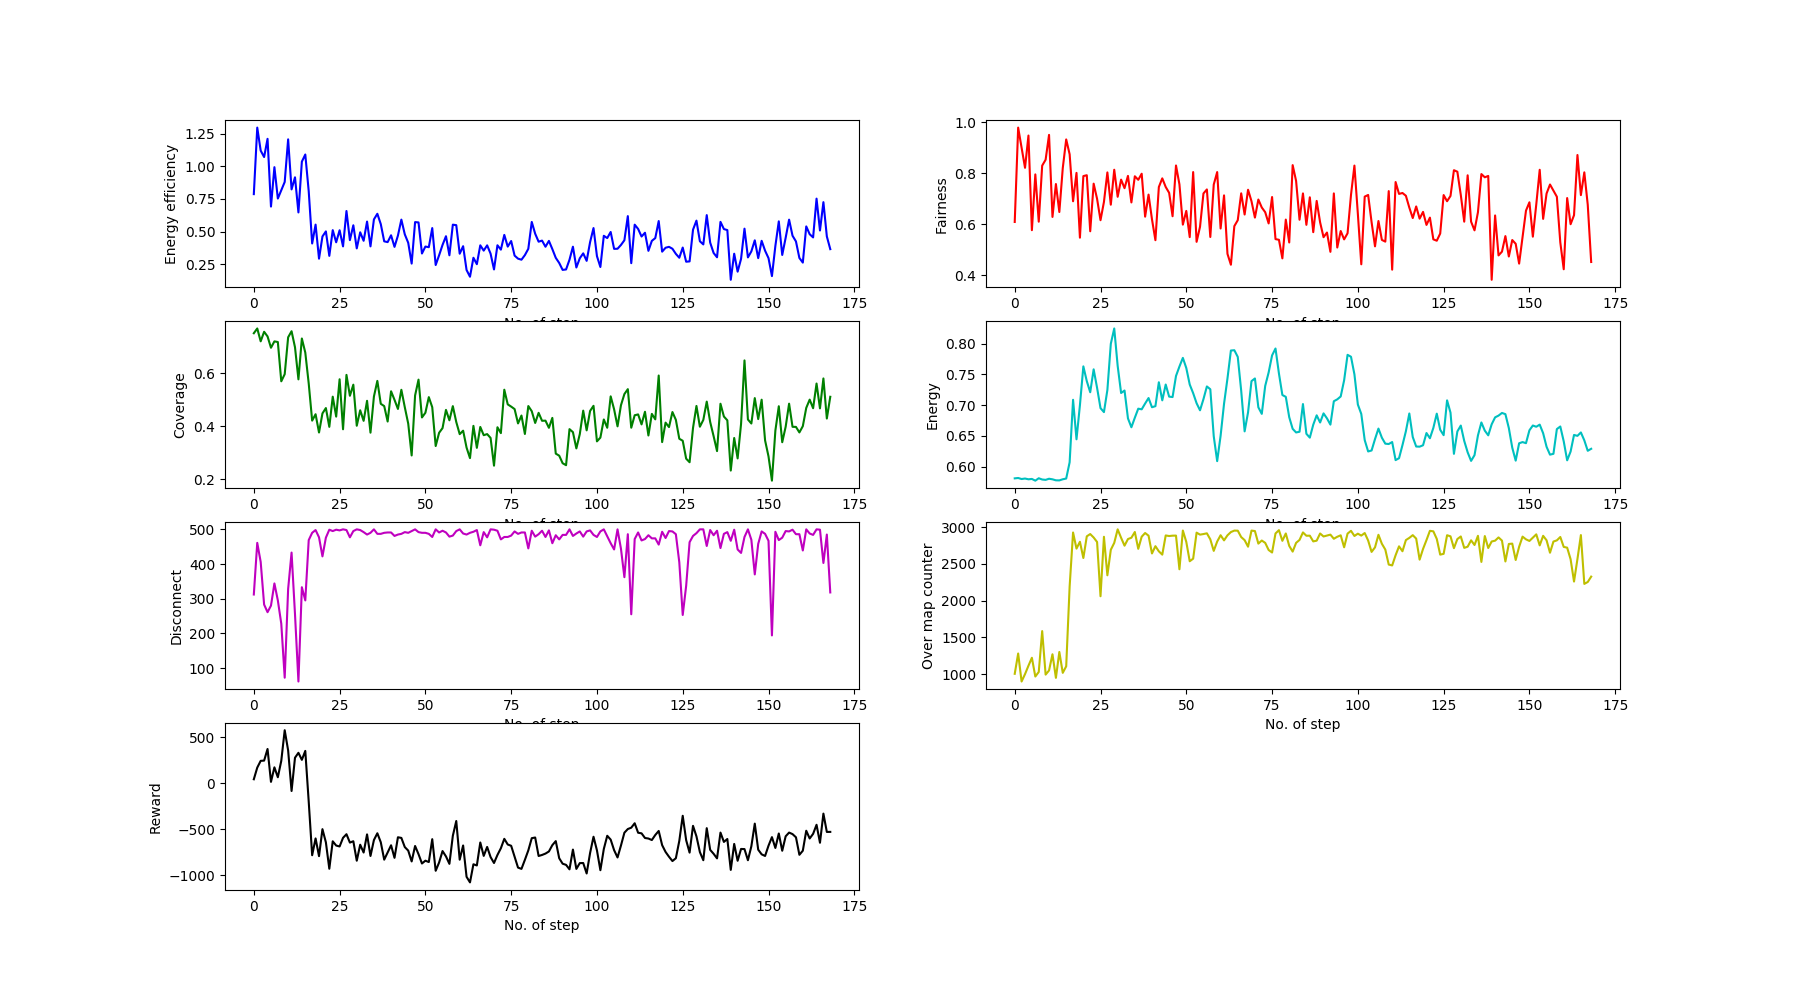 Energy efficiency
1.25
1.00
0.75
0.50
0.25
0 25 50 75 100 125 150 175
Fairness
1.0
0.8
0.6
0.4
0 25 50 75 100 125 150 175
Coverage
0.6
0.4
0.2
0 25 50 75 100 125 150 175
Energy
0.80
0.75
0.70
0.65
0.60
0 25 50 75 100 125 150 175
Disconnect
500
400
300
200
100
0 25 50 75 100 125 150 175
Over map counter
3000
2500
2000
1500
1000
0 25 50 75 100 125 150 175
No. of step
Reward
500
0
−500
−1000
0 25 50 75 100 125 150 175
No. of step